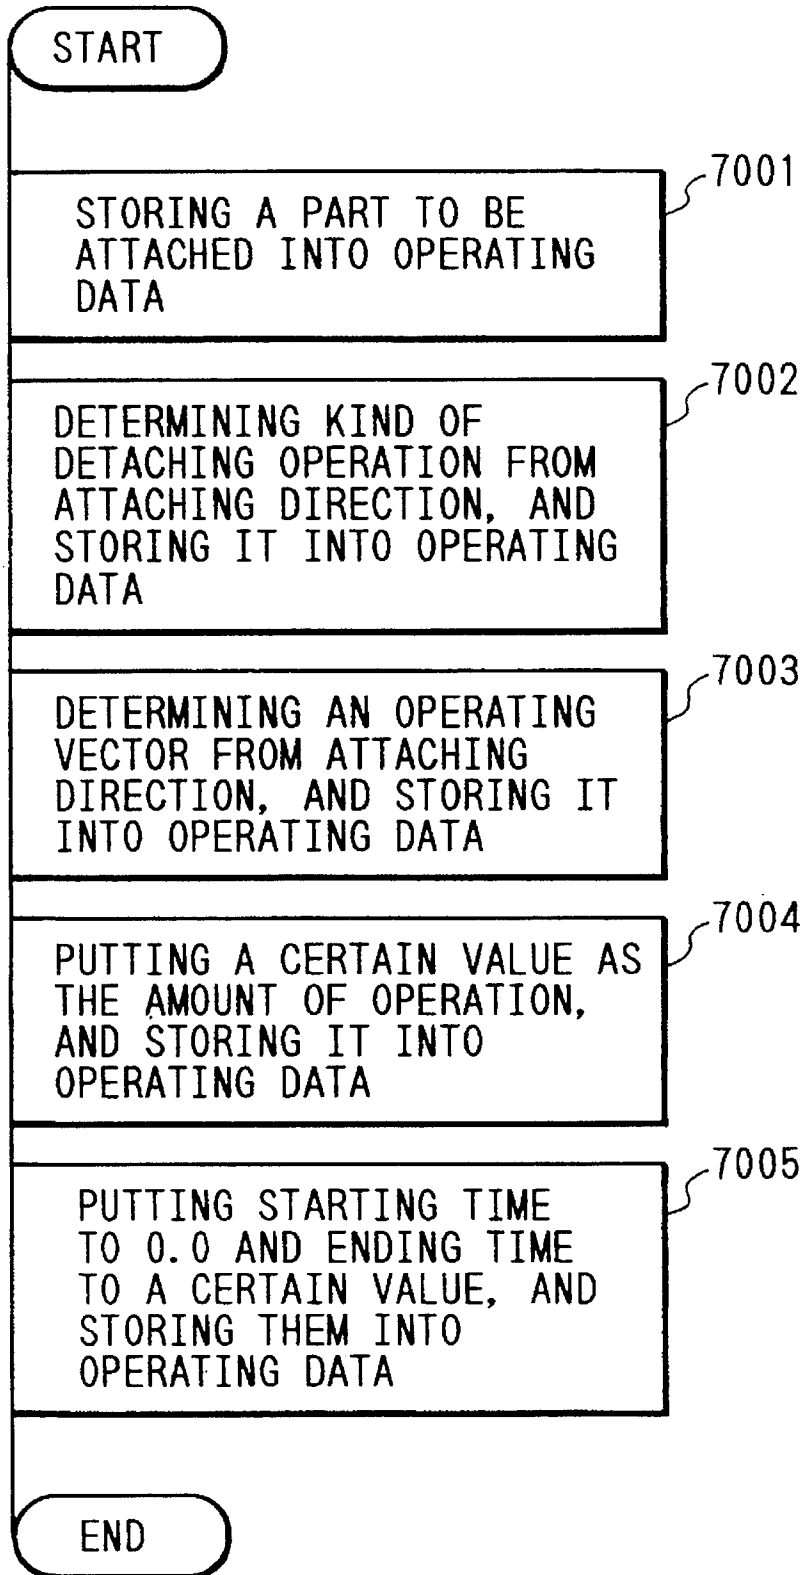 START
7001
STORING A PART TO BE
ATTACHED INTO OPERATING
DATA
7002
DETERMINING KIND OF
DETACHING OPERATION FROM
ATTACHING DIRECTION, AND
STORING IT INTO OPERATING
DATA
7003
DETERMINING AN OPERATING
VECTOR FROM ATTACHING
DIRECTION, AND STORING IT
INTO OPERATING DATA
7004
PUTTING A CERTAIN VALUE AS
THE AMOUNT OF OPERATION,
AND STORING IT INTO
OPERATING DATA
7005
PUTTING STARTING TIME
TO 0.0 AND ENDING TIME
TO A CERTAIN VALUE, AND
STORING THEM INTO
OPERATING DATA
END